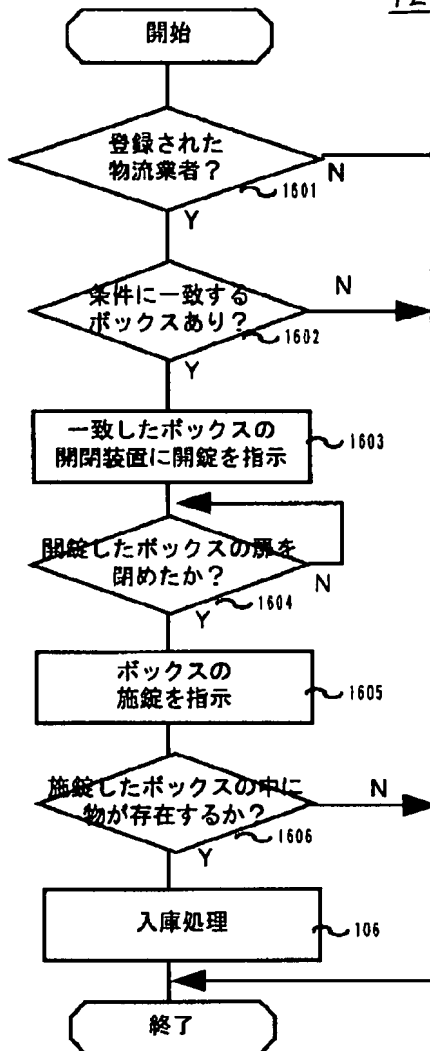 開始
登録された
物流業者?
N
1601
Y
条件に一致する
ボックスあり?
N
1602
Y
一致したボックスの
開閉装置に開錠を指示
1603
開錠したボックスの扉を
閉めたか?
N
1604
Y
ボックスの
施錠を指示
1605
施錠したボックスの中に
物が存在するか?
N
1606
Y
入庫処理
106
終了